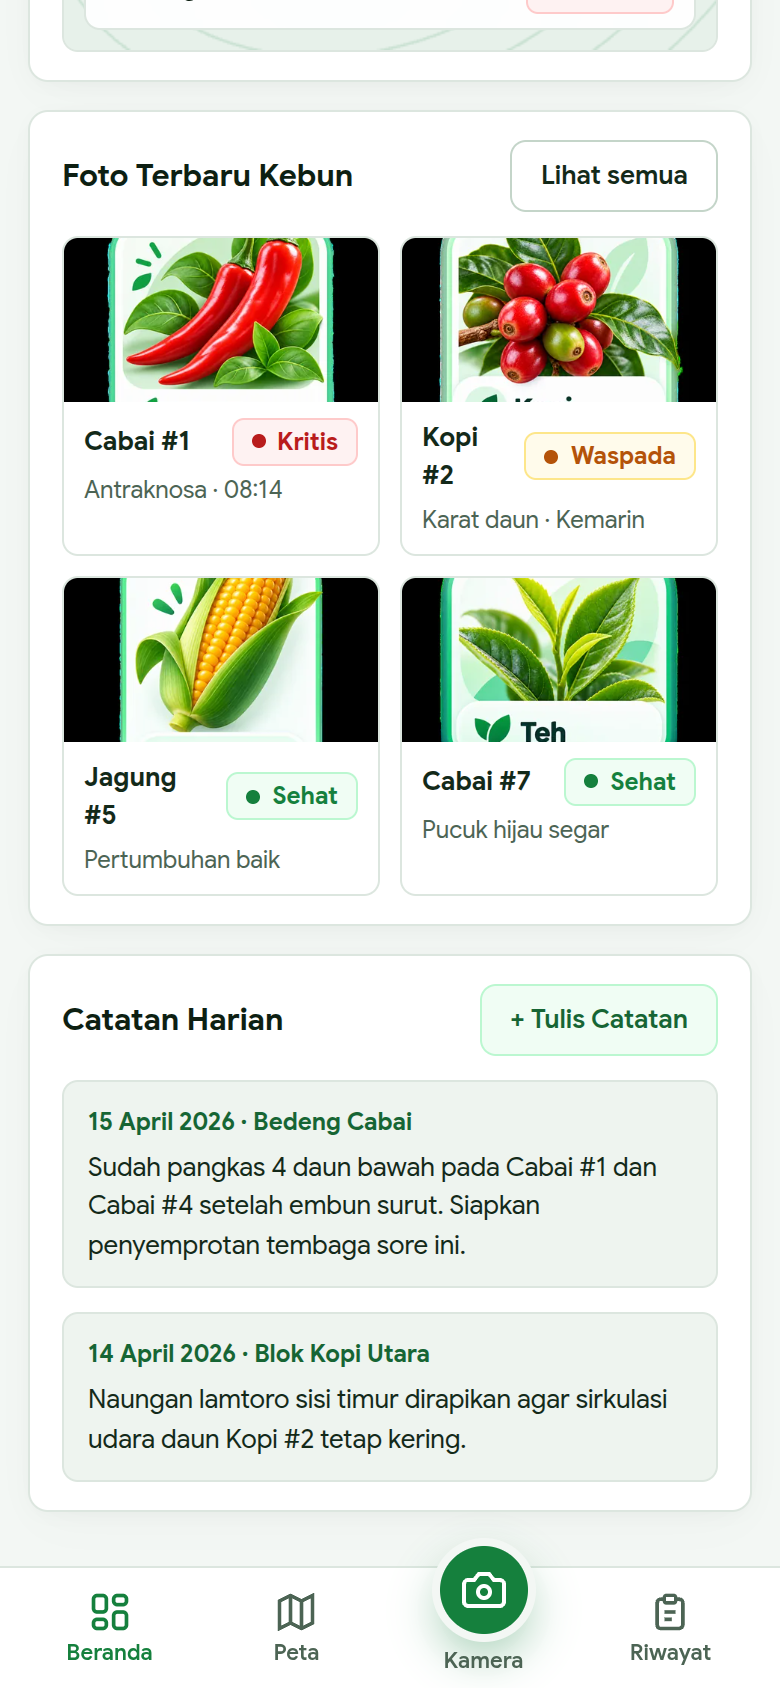 Foto Terbaru Kebun
Lihat semua
Cabai #1
Kritis
Antraknosa · 08:14
Kopi
#2
Waspada
Karat daun · Kemarin
Jagung
#5
Sehat
Pertumbuhan baik
Teh
Cabai #7
Sehat
Pucuk hijau segar
Catatan Harian
+ Tulis Catatan
15 April 2026 · Bedeng Cabai
Sudah pangkas 4 daun bawah pada Cabai #1 dan
Cabai #4 setelah embun surut. Siapkan
penyemprotan tembaga sore ini.
14 April 2026 · Blok Kopi Utara
Naungan lamtoro sisi timur dirapikan agar sirkulasi
udara daun Kopi #2 tetap kering.
Beranda
Peta
Kamera
Riwayat